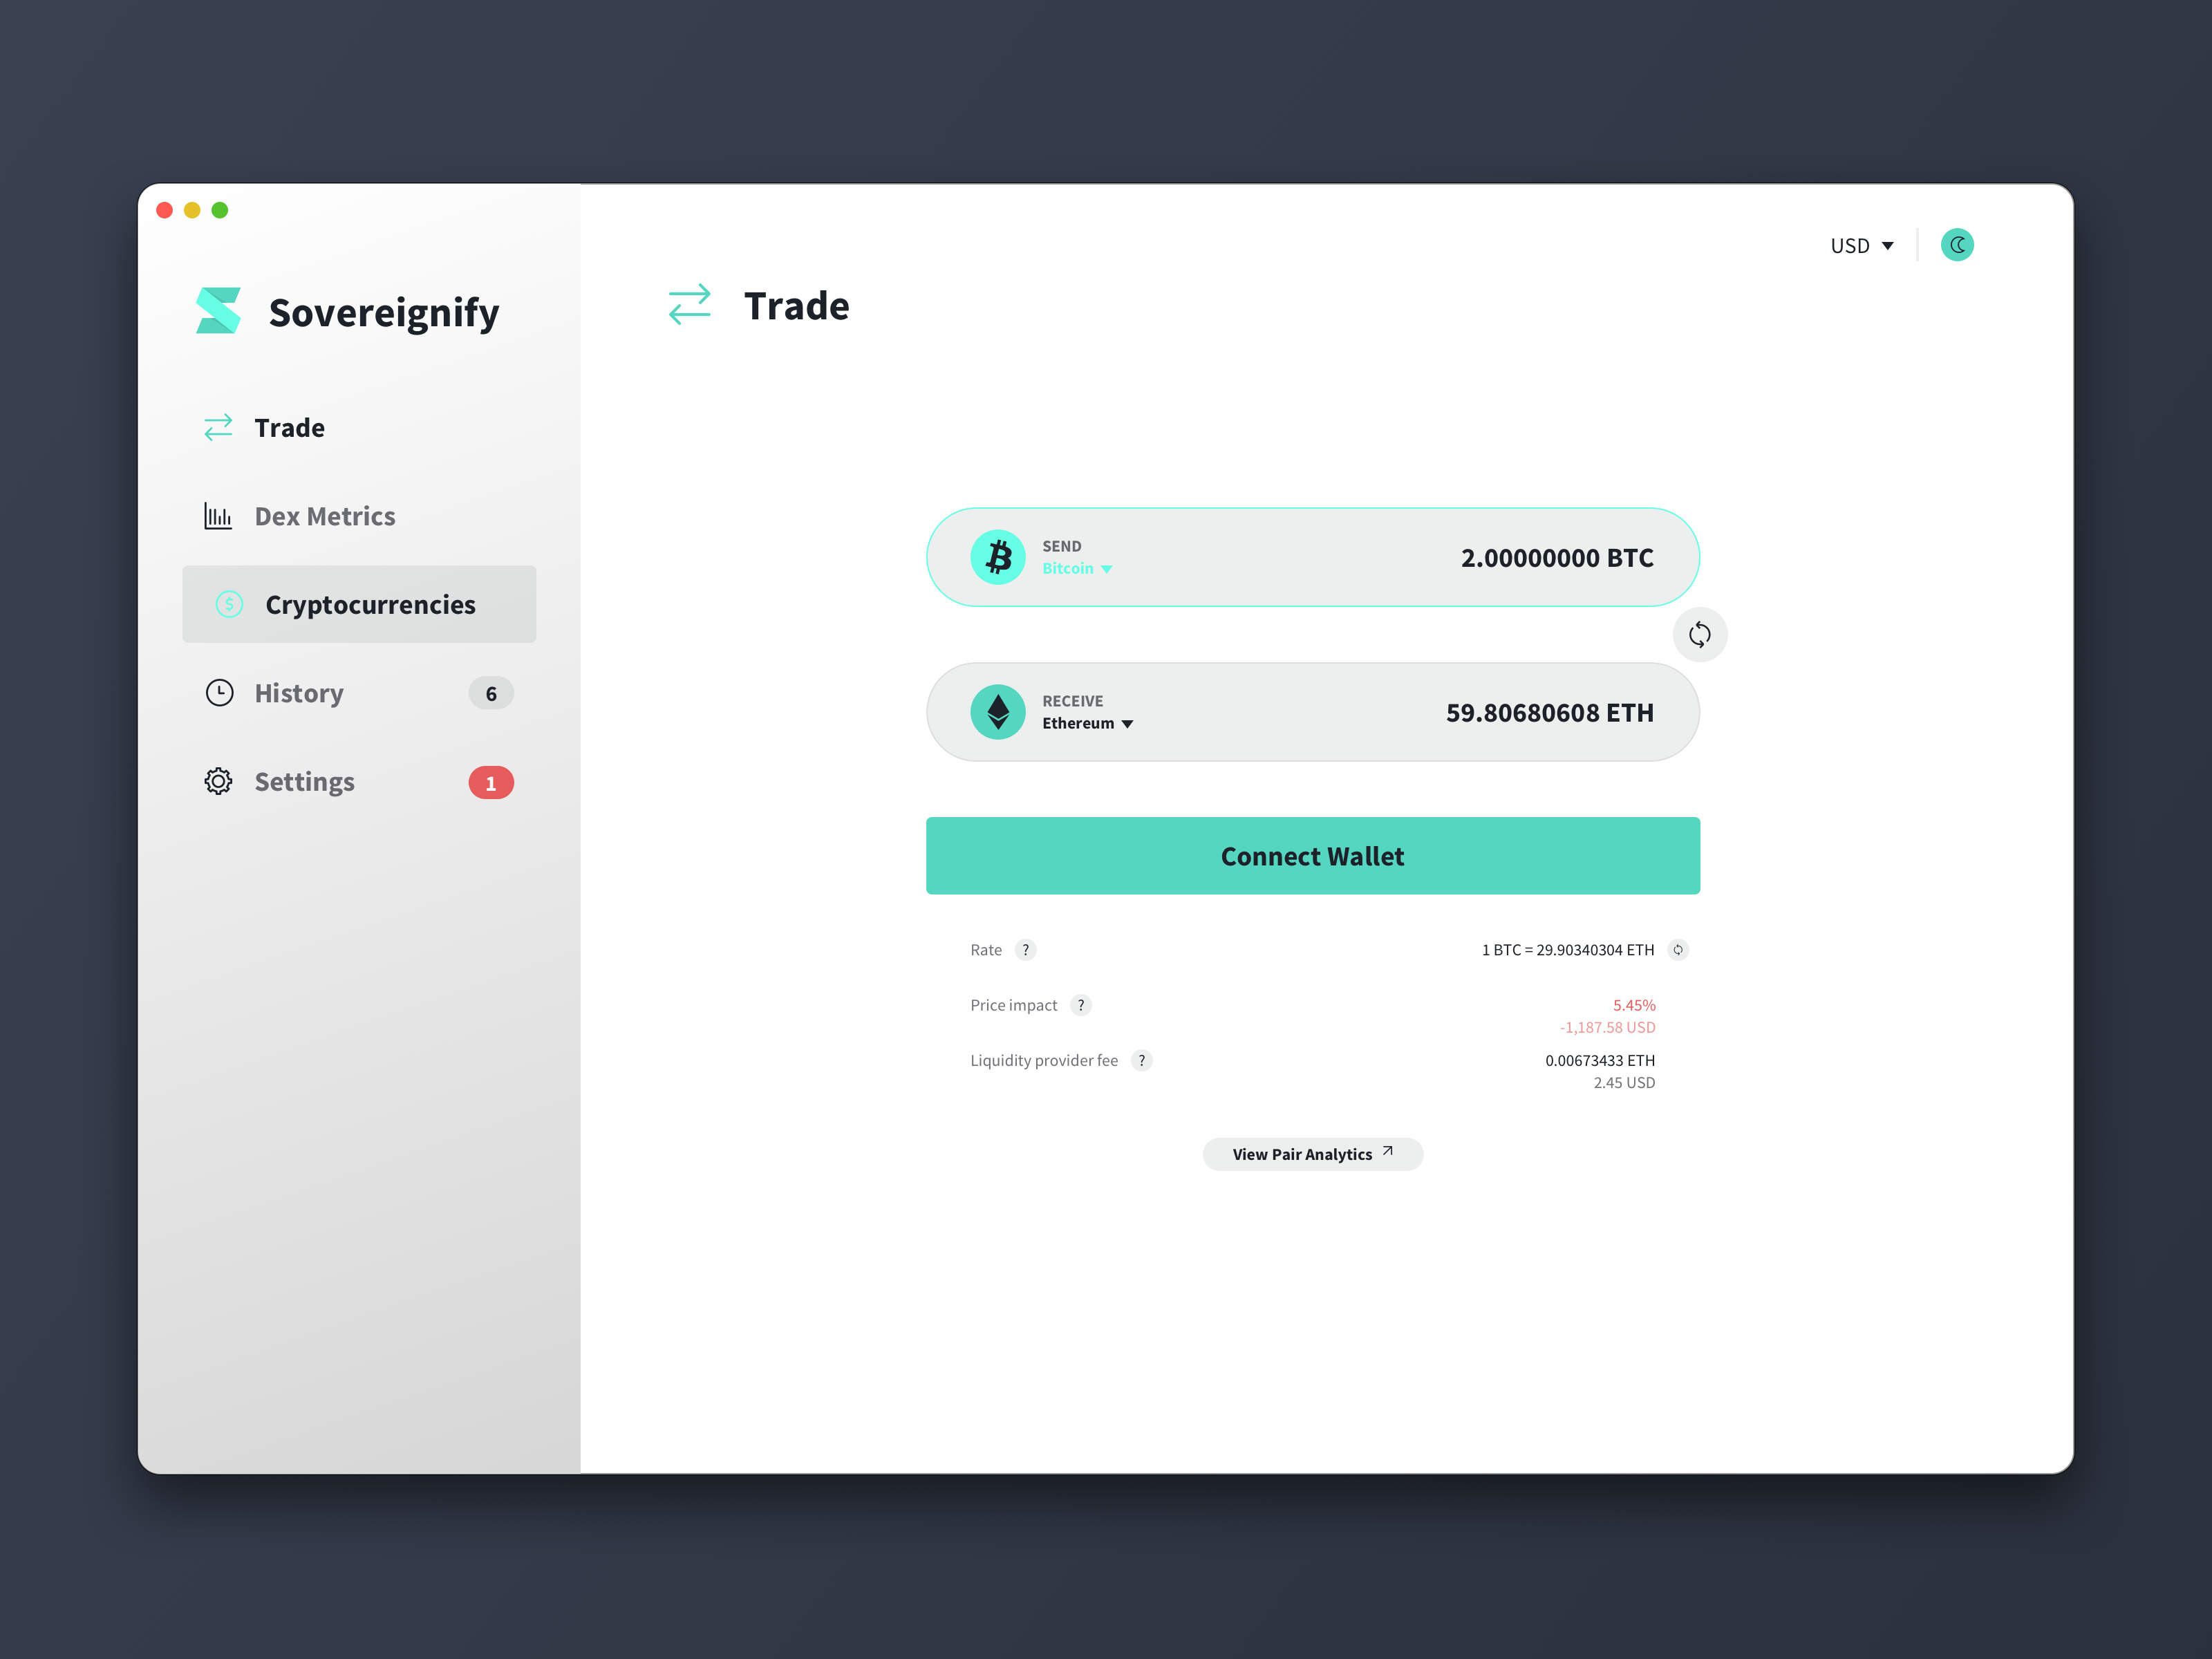 USD
Sovereignify
Trade
Trade
Dex Metrics
Cryptocurrencies
History 6
Settings 1
SEND
Bitcoin
2.00000000 BTC
RECEIVE
Ethereum
59.80680608 ETH
Connect Wallet
Rate ? 1 BTC = 29.90340304 ETH
Price impact ? 5.45%
-1,187.58 USD
Liquidity provider fee ? 0.00673433 ETH
2.45 USD
View Pair Analytics